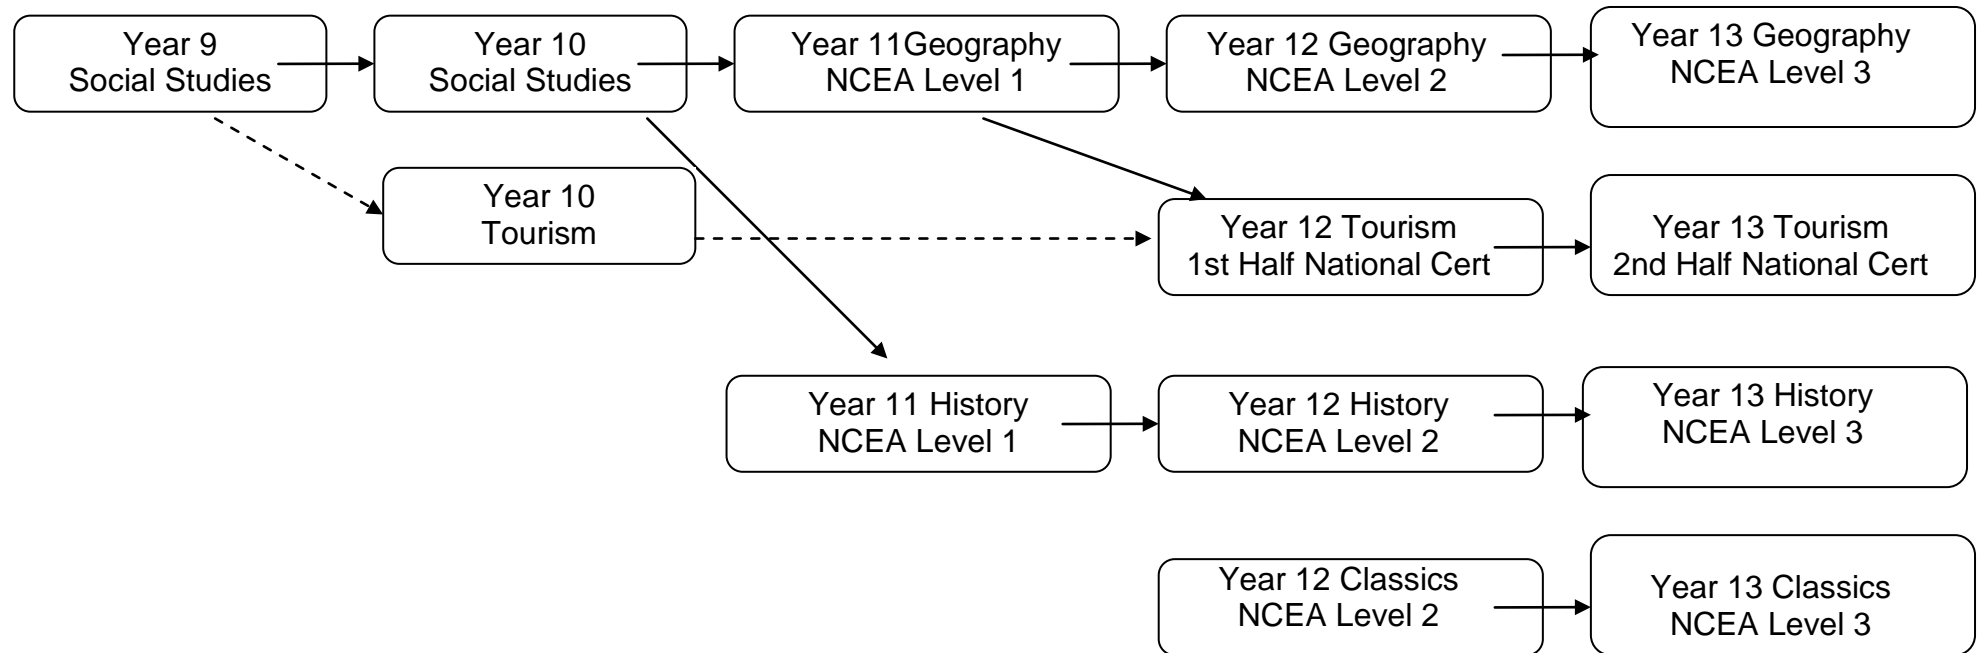 Year 9
Social Studies
Year 10
Social Studies
Year 11Geography
NCEA Level 1
Year 12 Geography
NCEA Level 2
Year 13 Geography
NCEA Level 3
Year 10
Tourism
Year 12 Tourism
1st Half National Cert
Year 13 Tourism
2nd Half National Cert
Year 11 History
NCEA Level 1
Year 12 History
NCEA Level 2
Year 13 History
NCEA Level 3
Year 12 Classics
NCEA Level 2
Year 13 Classics
NCEA Level 3